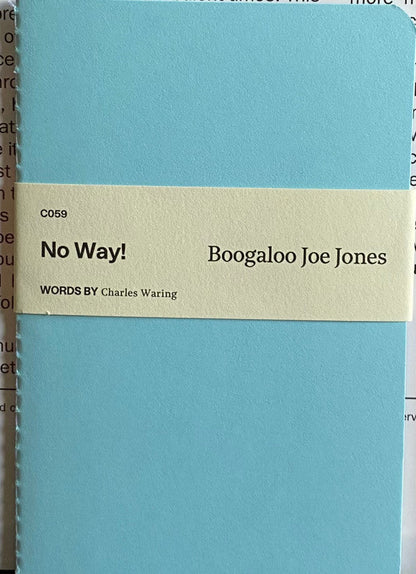 C059
No Way!
Boogaloo Joe Jones
WORDS BY Charles Waring